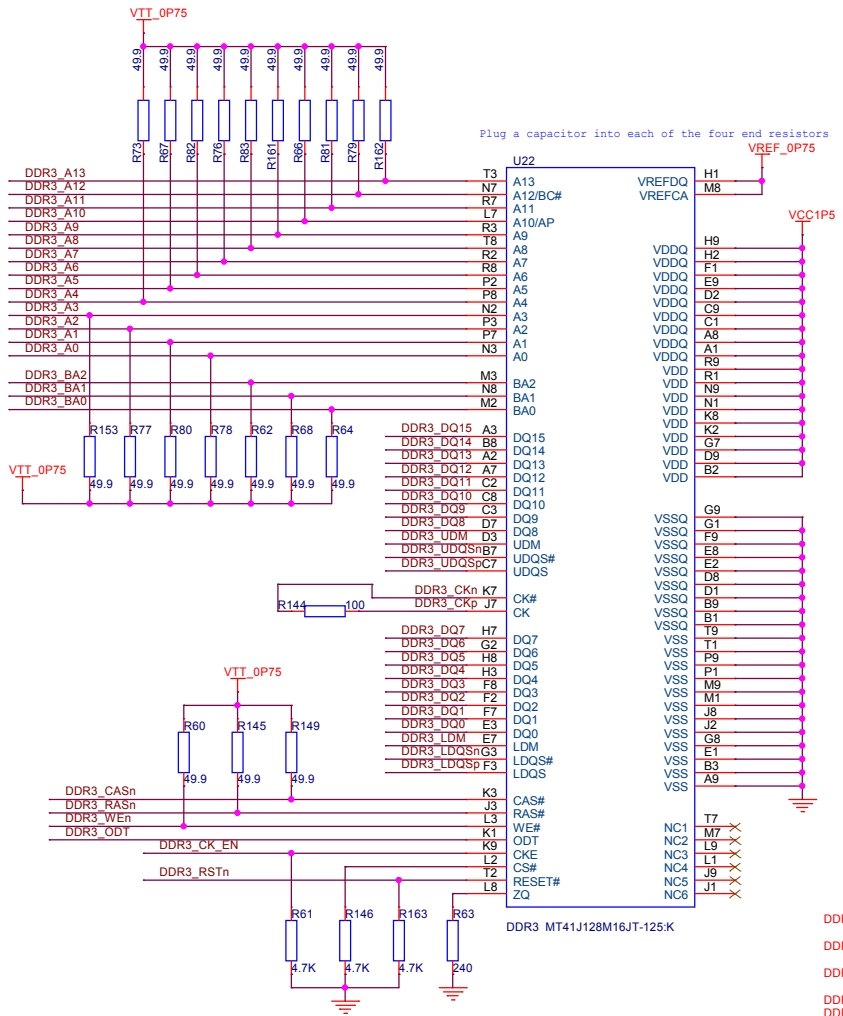 VTT_0P75
49.9 49.9 49.9 49.9 49.9 49.9 49.9 49.9 49.9 49.9
R73 R67 R82 R76 R83 R161 R66 R81 R79 R162
Plug a capacitor into each of the four end resistors
VREF_0P75
U22
DDR3_A13 T3 A13 VREFDQ H1
DDR3_A12 N7 A12/BC# VREFCA M8
DDR3_A11 R7 A11
DDR3_A10 L7 A10/AP VCC1P5
DDR3_A9 R3 A9
DDR3_A8 T8 A8 VDDQ H9
DDR3_A7 R2 A7 VDDQ H2
DDR3_A6 R8 A6 VDDQ F1
DDR3_A5 P2 A5 VDDQ E9
DDR3_A4 P8 A4 VDDQ D2
DDR3_A3 N2 A3 VDDQ C9
DDR3_A2 P3 A2 VDDQ C1
DDR3_A1 P7 A1 VDDQ A8
DDR3_A0 N3 A0 VDDQ A1
VDD R9
DDR3_BA2 M3 BA2 VDD R1
DDR3_BA1 N8 BA1 VDD N9
DDR3_BA0 M2 BA0 VDD N1
VDD K8
R153 R77 R80 R78 R62 R68 R64
DDR3_DQ15 A3 DQ15 VDD K2
DDR3_DQ14 B8 DQ14 VDD G7
DDR3_DQ13 A2 DQ13 VDD D9
VTT_0P75
DDR3_DQ12 A7 DQ12 VDD B2
49.9 49.9 49.9 49.9 49.9 49.9 49.9
DDR3_DQ11 C2 DQ11
DDR3_DQ10 C8 DQ10
DDR3_DQ9 C3 DQ9 VSSQ G9
DDR3_DQ8 D7 DQ8 VSSQ G1
DDR3_UDM D3 UDM VSSQ F9
DDR3_UDQSn B7 UDQS# VSSQ E8
DDR3_UDQSp C7 UDQS VSSQ E2
VSSQ D8
DDR3_CKn K7 CK# VSSQ D1
R144 100 DDR3_CKp J7 CK VSSQ B9
VSSQ B1
DDR3_DQ7 H7 DQ7 VSS T9
DDR3_DQ6 G2 DQ6 VSS T1
DDR3_DQ5 H8 DQ5 VSS P9
DDR3_DQ4 H3 DQ4 VSS P1
VTT_0P75
DDR3_DQ3 F8 DQ3 VSS M9
DDR3_DQ2 F2 DQ2 VSS M1
DDR3_DQ1 F7 DQ1 VSS J8
R60 R145 R149
DDR3_DQ0 E3 DQ0 VSS J2
DDR3_LDM E7 LDM VSS G8
DDR3_LDQSn G3 LDQS# VSS E1
DDR3_LDQSp F3 LDQS VSS B3
49.9 49.9 49.9
VSS A9
DDR3_CASn K3 CAS#
DDR3_RASn J3 RAS#
DDR3_WEn L3 WE# NC1 T7
DDR3_ODT K1 ODT NC2 M7
DDR3_CK_EN K9 CKE NC3 L9
L2 CS# NC4 L1
DDR3_RSTn T2 RESET# NC5 J9
L8 ZQ NC6 J1
R61 R146 R163 R63
DDR3 MT41J128M16JT-125:K
4.7K 4.7K 4.7K 240